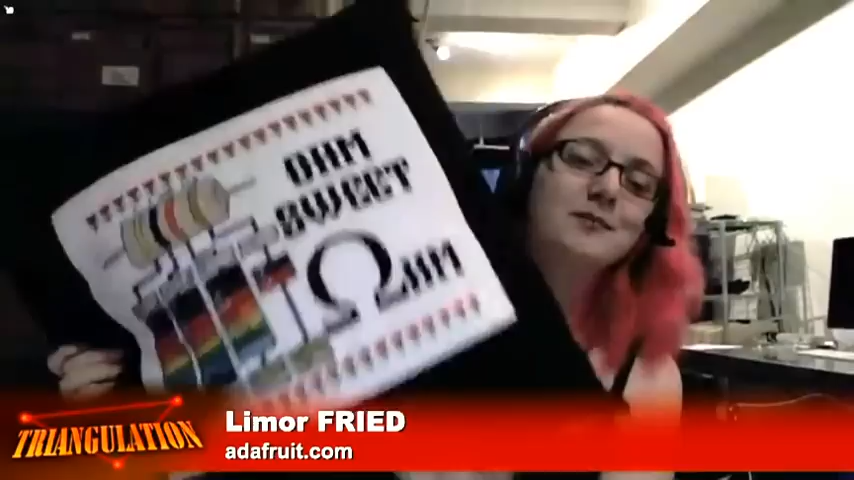 OHM
SWEET
ΩHM
TRIANGULATION
Limor FRIED
adafruit.com